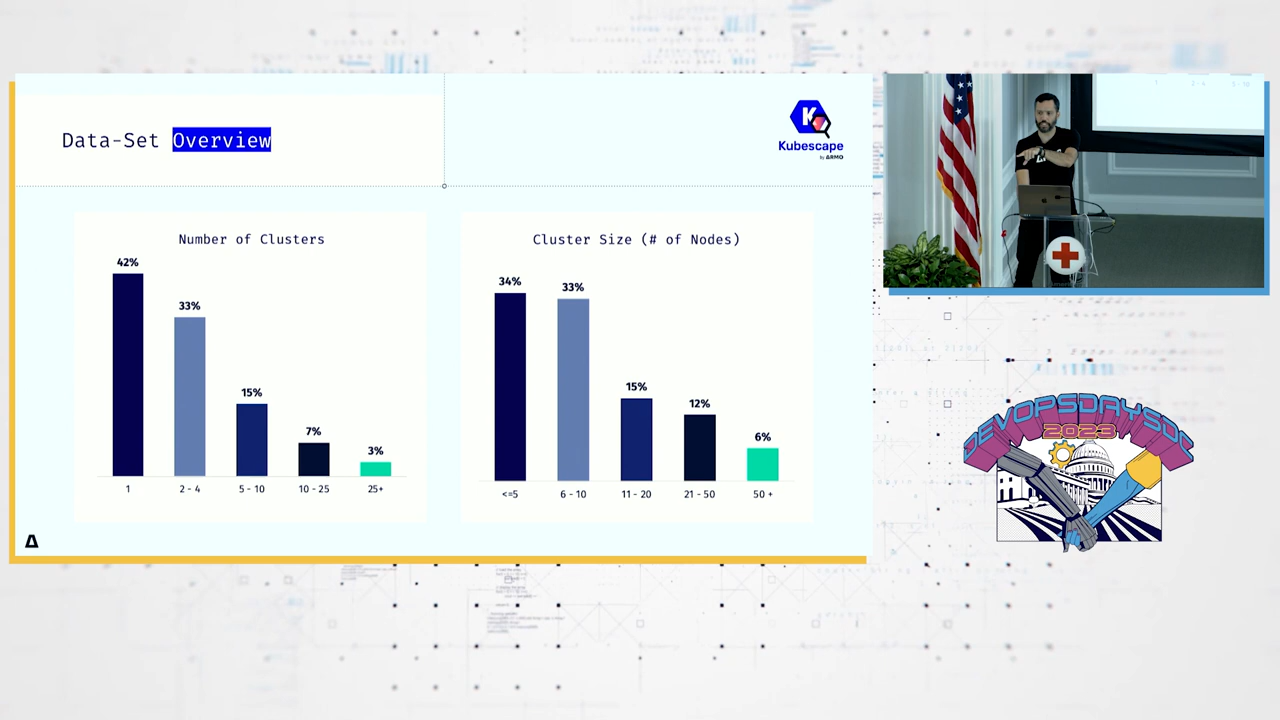 Data-Set Overview
Kubescape
by ARMO
Number of Clusters
42%
33%
15%
7%
3%
1
2 - 4
5 - 10
10 - 25
25+
Cluster Size (# of Nodes)
34%
33%
15%
12%
6%
<=5
6 - 10
11 - 20
21 - 50
50 +
DEVOPSDAYSDC
2023